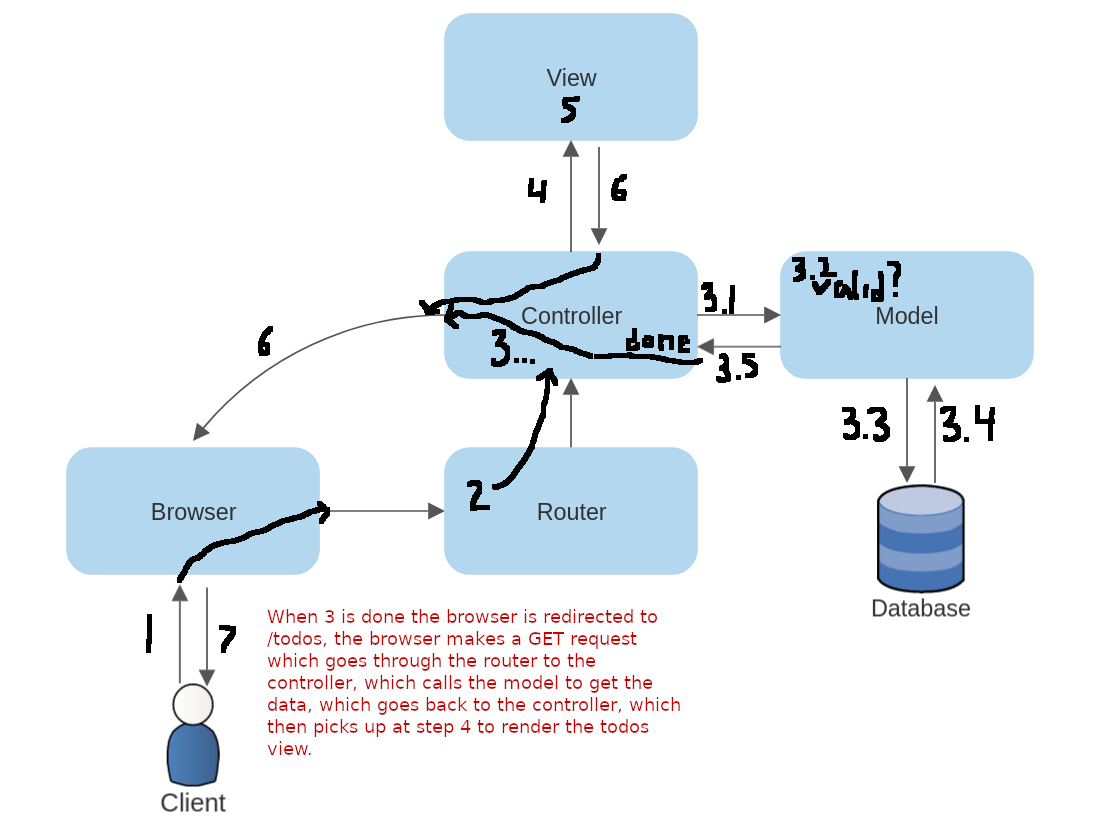 View
5
4
6
3.2
valid?
3.1
Controller
Model
6
3...
done
3.5
3.3
3.4
2
Browser
Router
Database
1
7
When 3 is done the browser is redirected to
/todos, the browser makes a GET request
which goes through the router to the
controller, which calls the model to get the
data, which goes back to the controller, which
then picks up at step 4 to render the todos
view.
Client